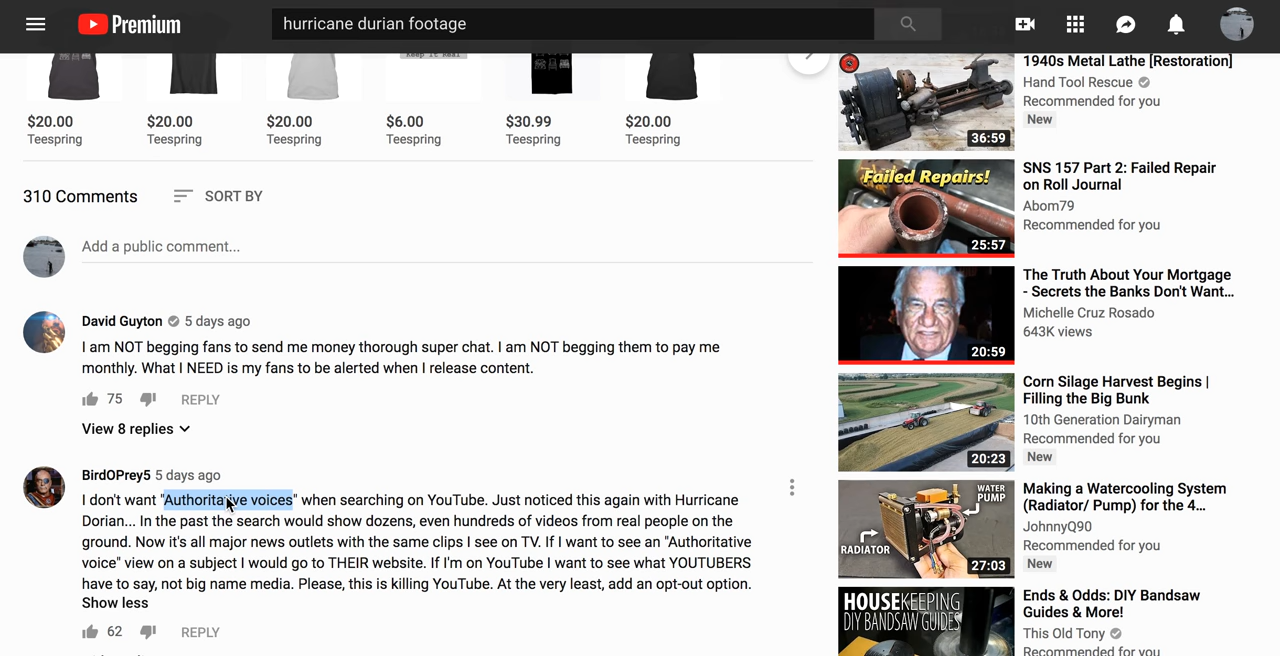 Premium
hurricane durian footage
Keep It Real
$20.00
Teespring
$20.00
Teespring
$20.00
Teespring
$6.00
Teespring
$30.99
Teespring
$20.00
Teespring
310 Comments
SORT BY
Add a public comment...
David Guyton 5 days ago
I am NOT begging fans to send me money thorough super chat. I am NOT begging them to pay me
monthly. What I NEED is my fans to be alerted when I release content.
75
REPLY
View 8 replies
BirdOPrey5 5 days ago
I don't want "Authoritative voices" when searching on YouTube. Just noticed this again with Hurricane
Dorian... In the past the search would show dozens, even hundreds of videos from real people on the
ground. Now it's all major news outlets with the same clips I see on TV. If I want to see an "Authoritative
voice" view on a subject I would go to THEIR website. If I'm on YouTube I want to see what YOUTUBERS
have to say, not big name media. Please, this is killing YouTube. At the very least, add an opt-out option.
Show less
62
REPLY
36:59
1940s Metal Lathe [Restoration]
Hand Tool Rescue
Recommended for you
New
Failed Repairs!
25:57
SNS 157 Part 2: Failed Repair
on Roll Journal
Abom79
Recommended for you
20:59
The Truth About Your Mortgage
- Secrets the Banks Don't Want...
Michelle Cruz Rosado
643K views
20:23
Corn Silage Harvest Begins |
Filling the Big Bunk
10th Generation Dairyman
Recommended for you
New
WATER
PUMP
RADIATOR
27:03
Making a Watercooling System
(Radiator/ Pump) for the 4...
JohnnyQ90
Recommended for you
New
HOUSEKEEPING
DIY BANDSAW GUIDES
Ends & Odds: DIY Bandsaw
Guides & More!
This Old Tony
Recommended for you